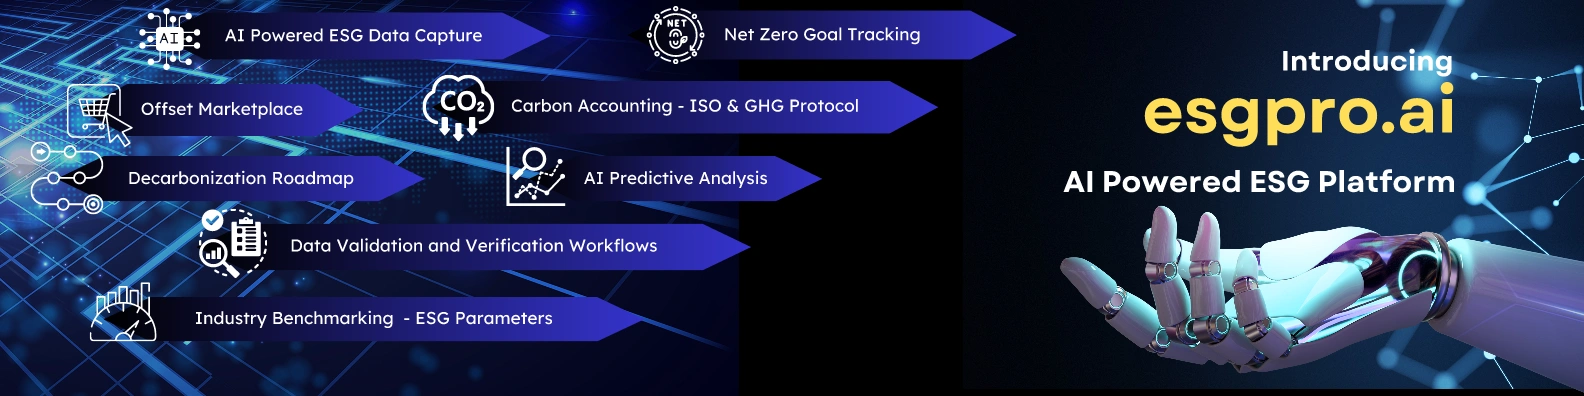 AI
AI Powered ESG Data Capture
NET
Net Zero Goal Tracking
Offset Marketplace
CO₂
Carbon Accounting - ISO & GHG Protocol
Decarbonization Roadmap
AI Predictive Analysis
Data Validation and Verification Workflows
Industry Benchmarking - ESG Parameters
Introducing
esgpro.ai
AI Powered ESG Platform